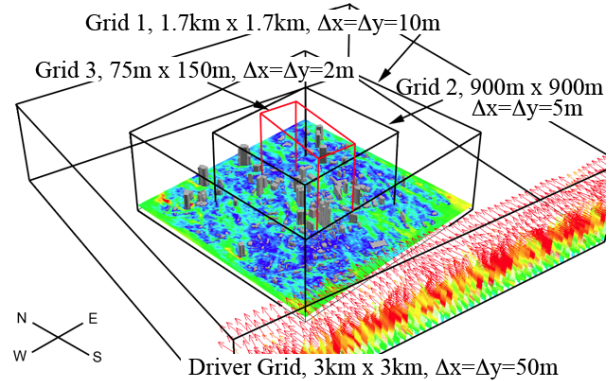 Grid 1, 1.7km x 1.7km, Δx=Δy=10m
Grid 3, 75m x 150m, Δx=Δy=2m
Grid 2, 900m x 900m
Δx=Δy=5m
N
E
W
S
Driver Grid, 3km x 3km, Δx=Δy=50m